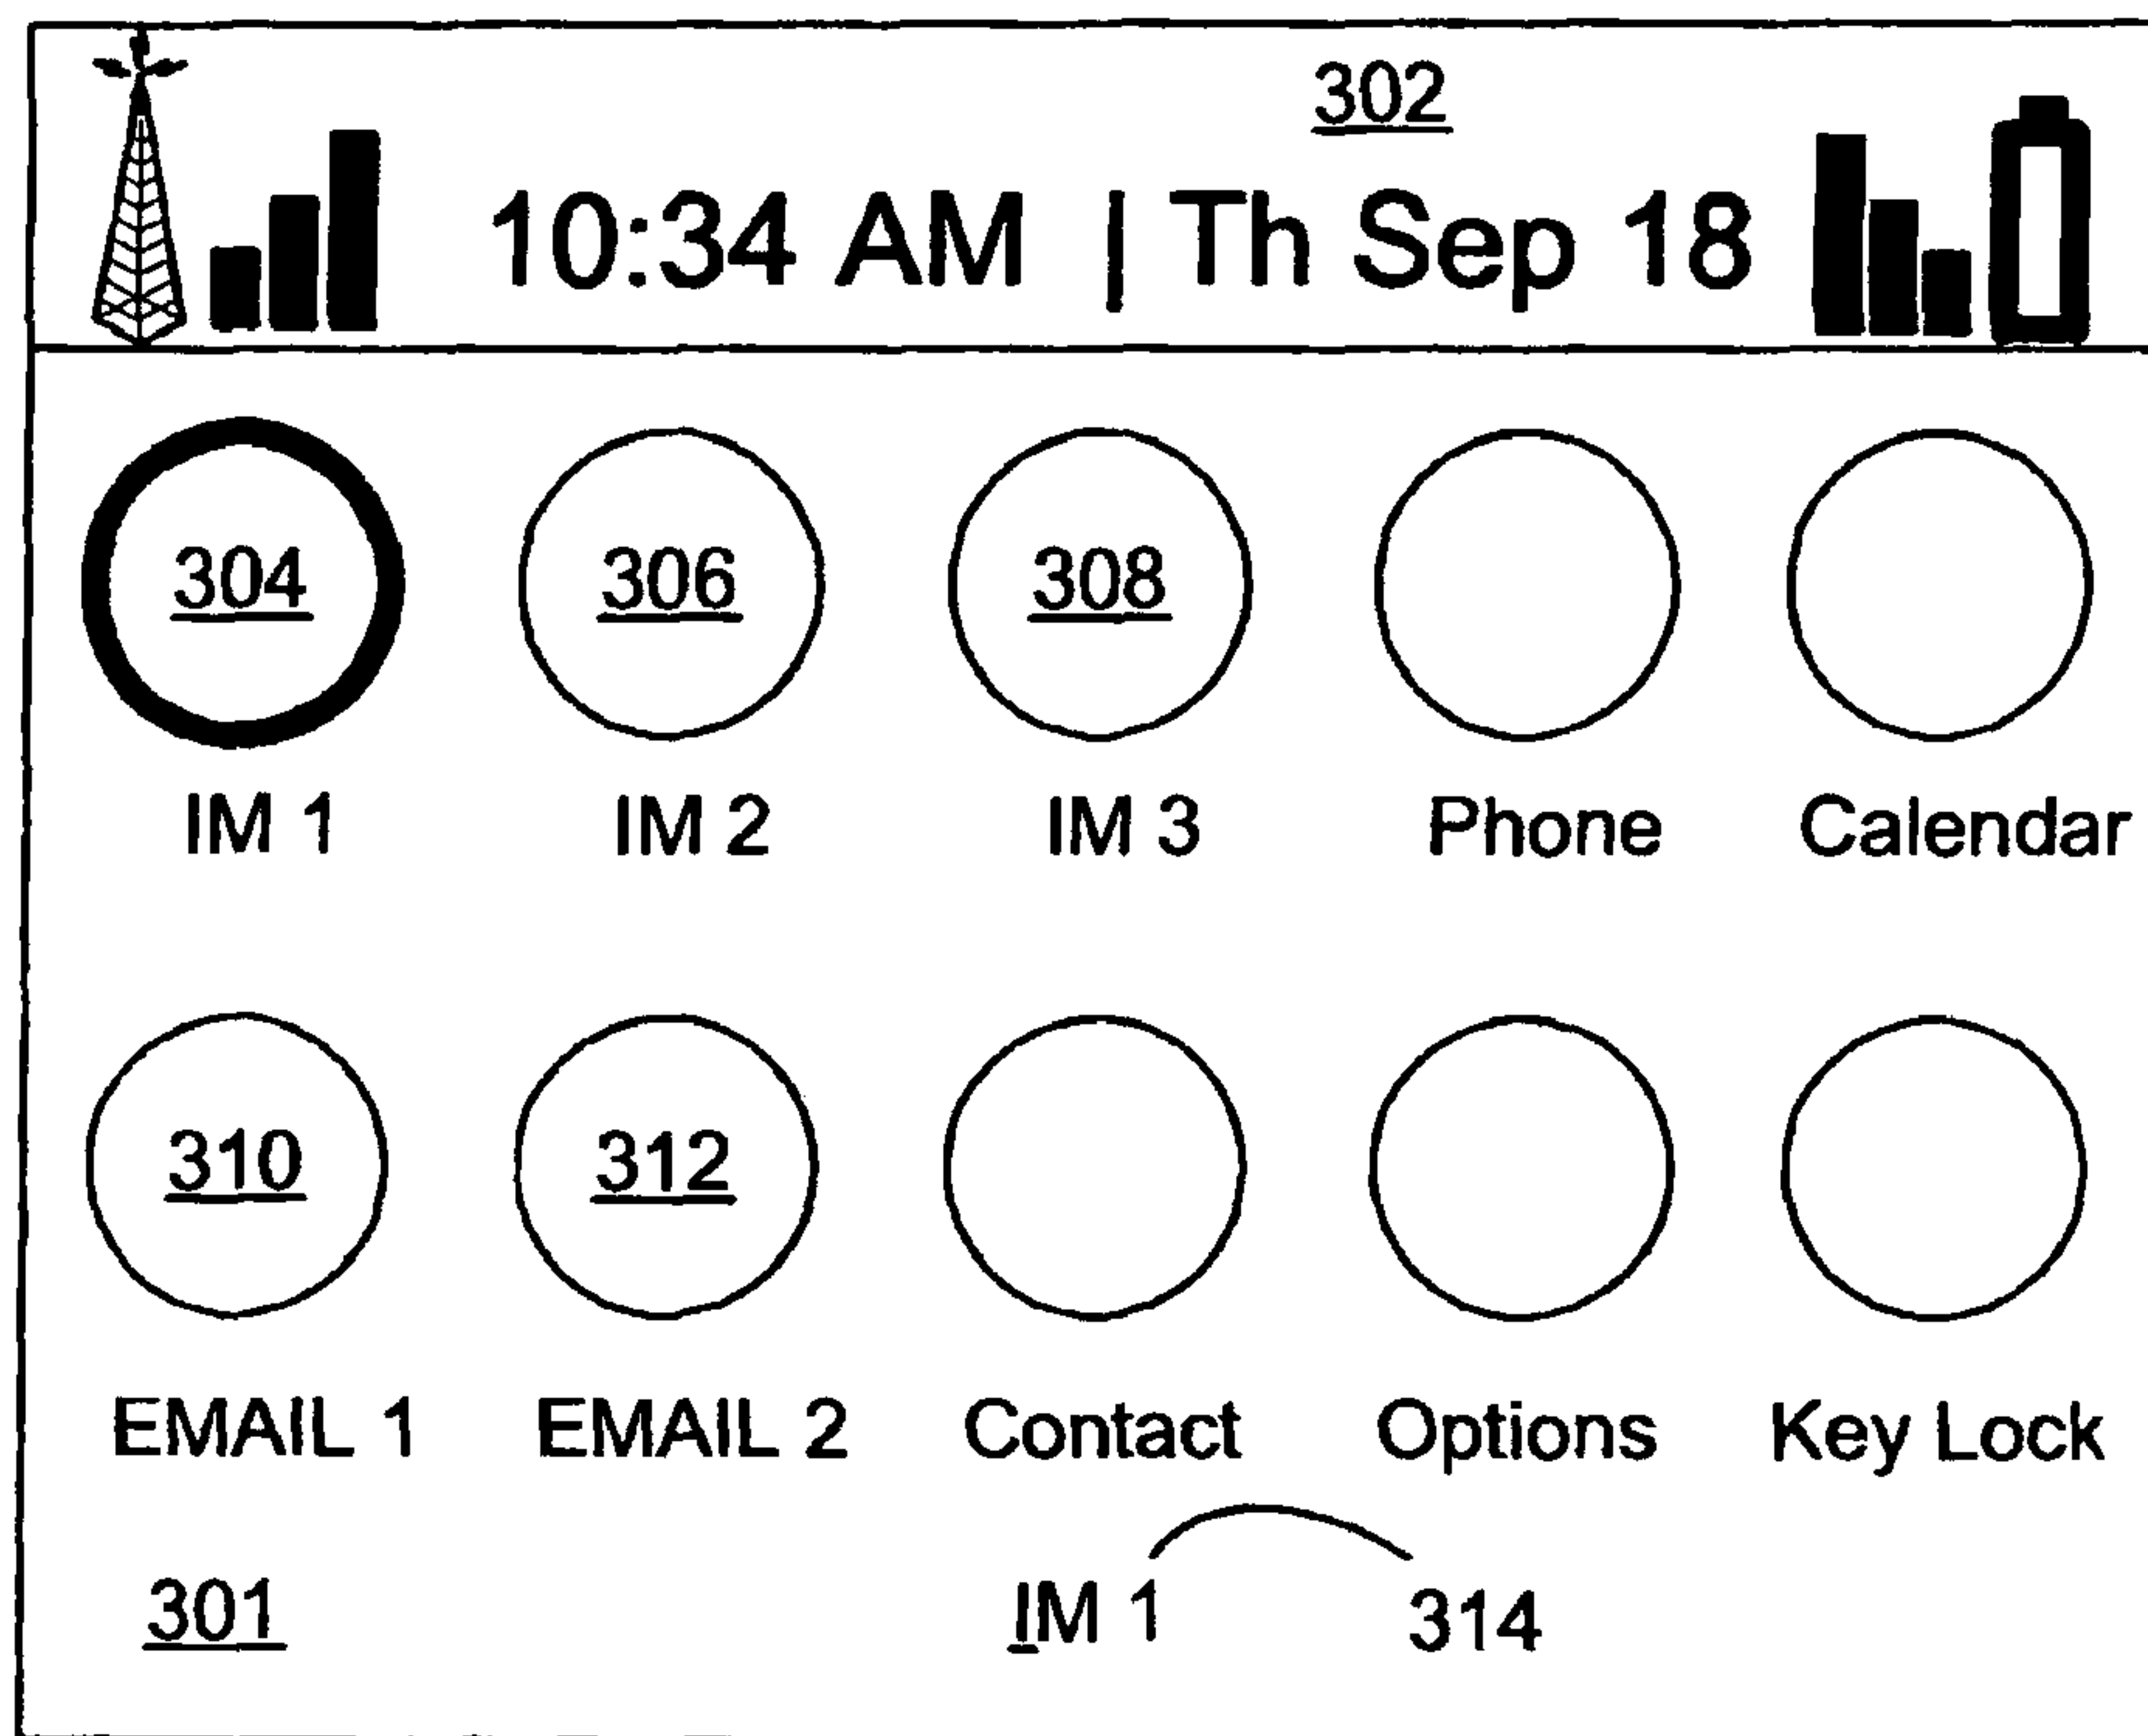 302
10:34 AM | Th Sep 18
304 306 308
IM 1 IM 2 IM 3 Phone Calendar
310 312
EMAIL 1 EMAIL 2 Contact Options Key Lock
301 IM 1 314